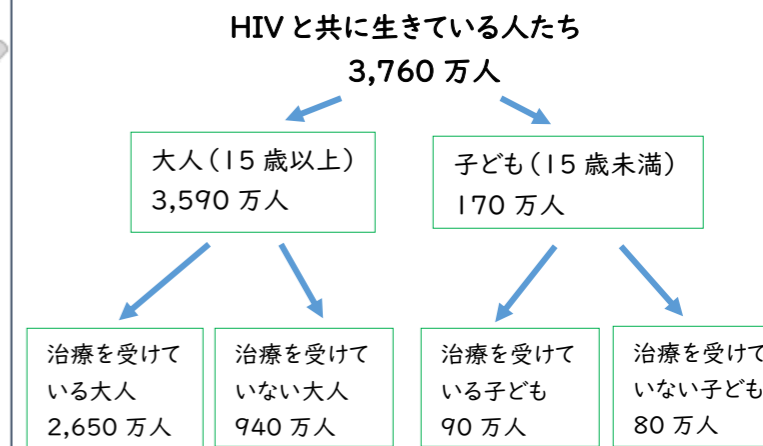 HIVと共に生きている人たち
3,760 万人
大人(15 歳以上)
3,590 万人
子ども(15 歳未満)
170 万人
治療を受けて
いる大人
2,650 万人
治療を受けて
いない大人
940 万人
治療を受けて
いる子ども
90 万人
治療を受けて
いない子ども
80 万人